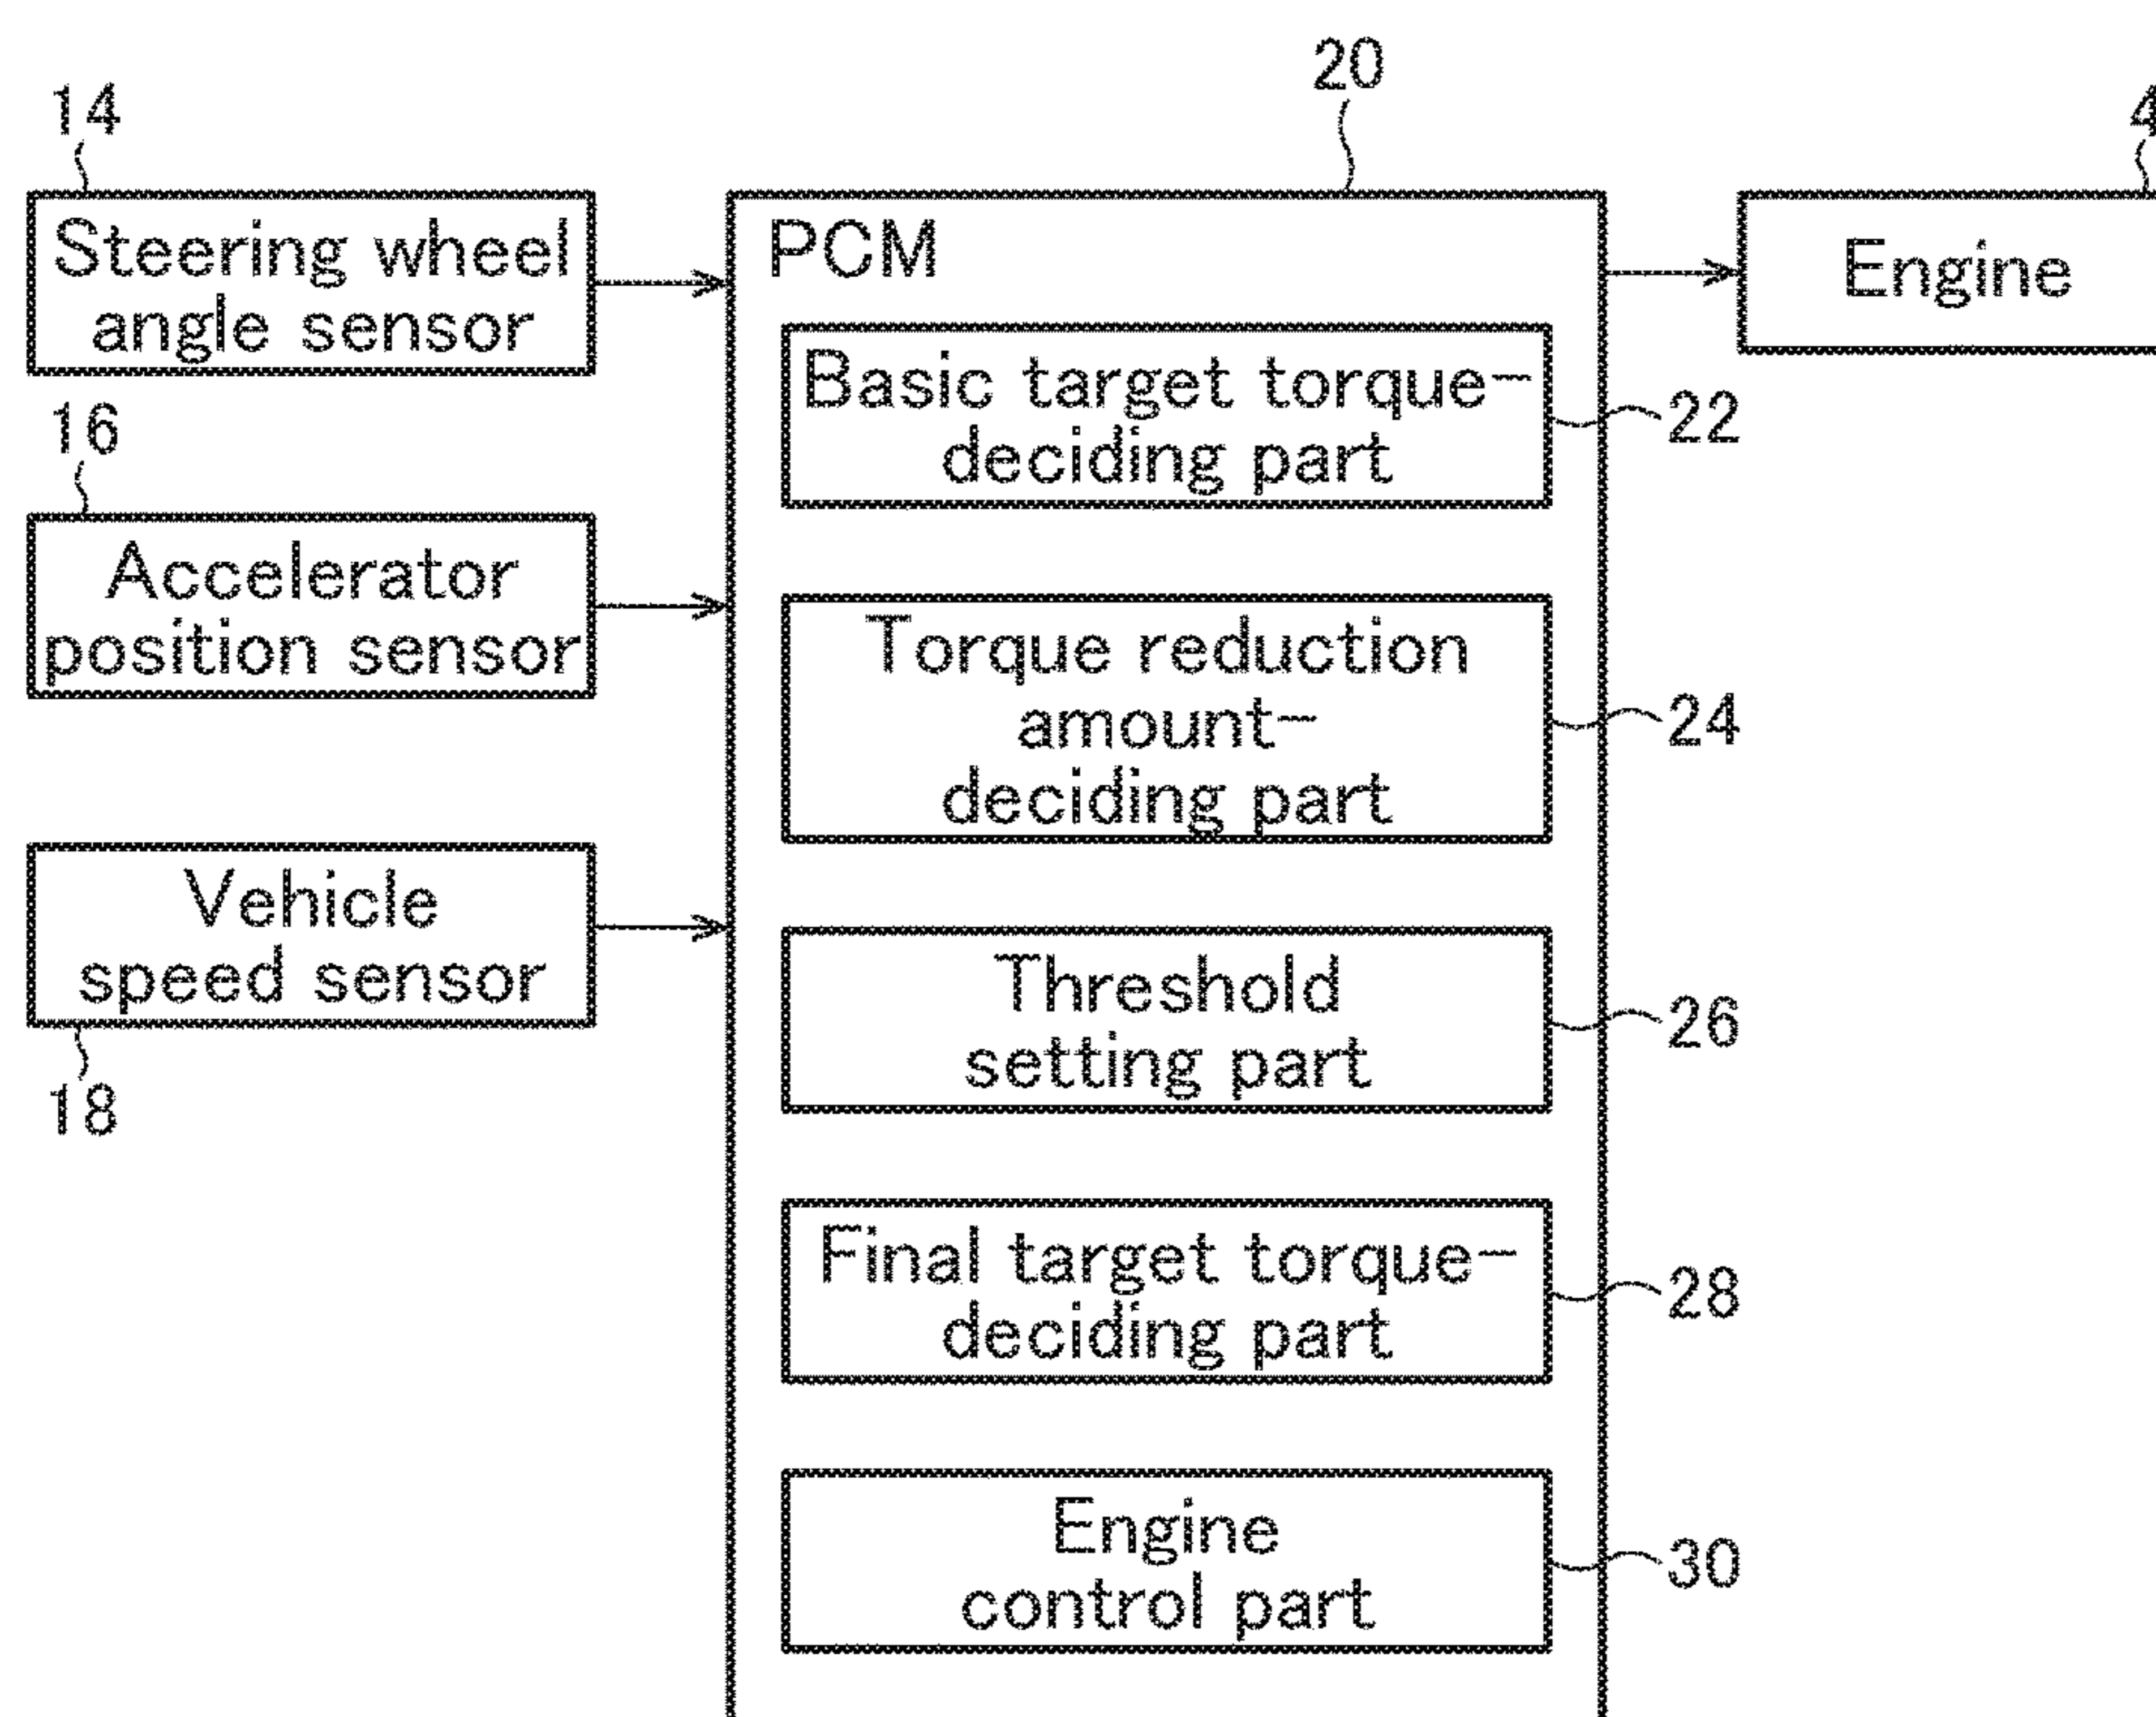 20
14
4
Steering wheel
angle sensor
PCM
Engine
Basic target torque-
deciding part
22
16
Accelerator
position sensor
Torque reduction
amount-
deciding part
24
Vehicle
speed sensor
18
Threshold
setting part
26
Final target torque-
deciding part
28
Engine
control part
30